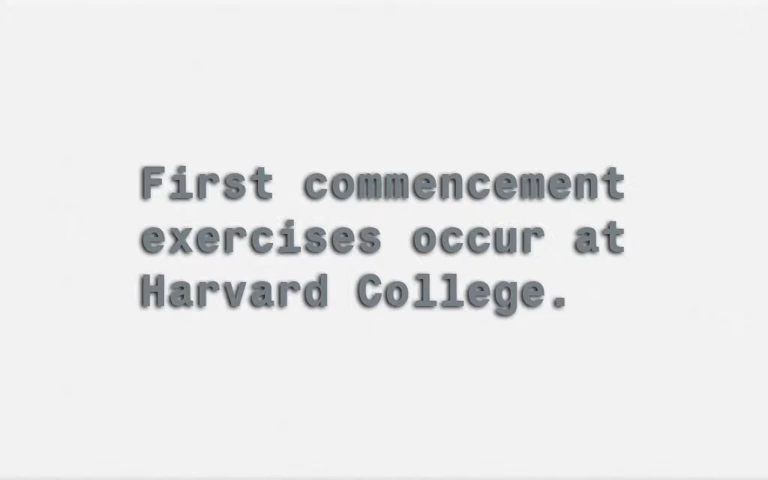 First commencement
exercises occur at
Harvard College.